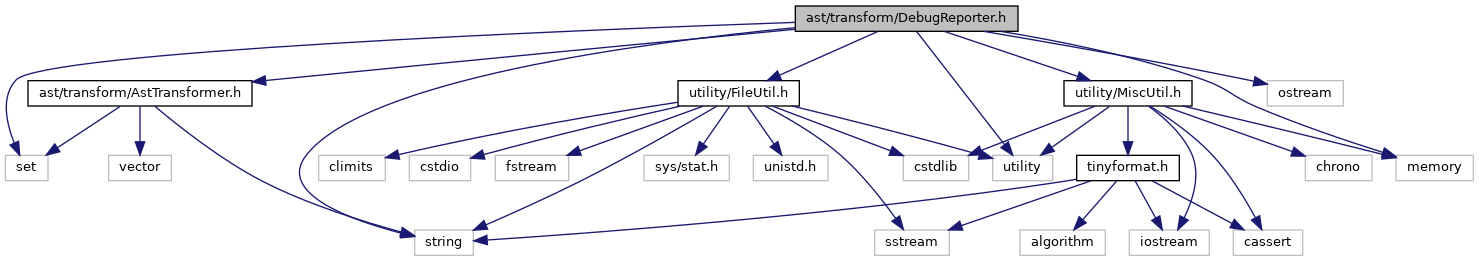 ast/transform/DebugReporter.h
ast/transform/AstTransformer.h
utility/FileUtil.h
utility/MiscUtil.h
ostream
set
vector
climits
cstdio
fstream
sys/stat.h
unistd.h
cstdlib
utility
tinyformat.h
chrono
memory
string
sstream
algorithm
iostream
cassert